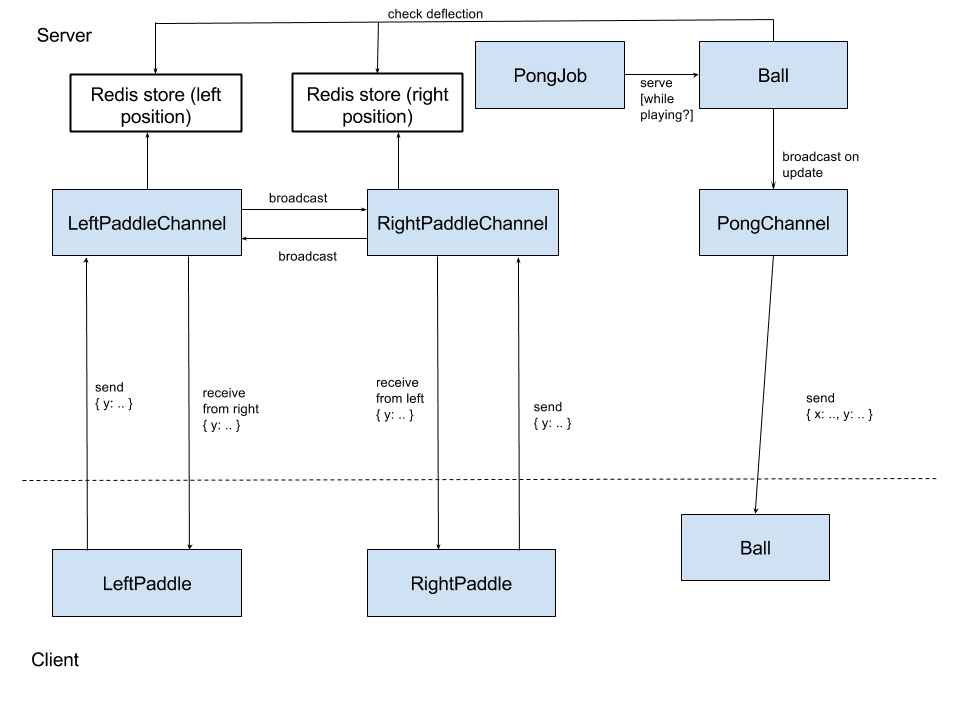 check deflection
Server
PongJob
Ball
serve
[while
playing?]
Redis store (left
position)
Redis store (right
position)
broadcast on
update
LeftPaddleChannel
broadcast
broadcast
RightPaddleChannel
PongChannel
send
{ y: .. }
receive
from right
{ y: .. }
receive
from left
{ y: .. }
send
{ y: .. }
send
{ x: .., y: .. }
LeftPaddle
RightPaddle
Ball
Client